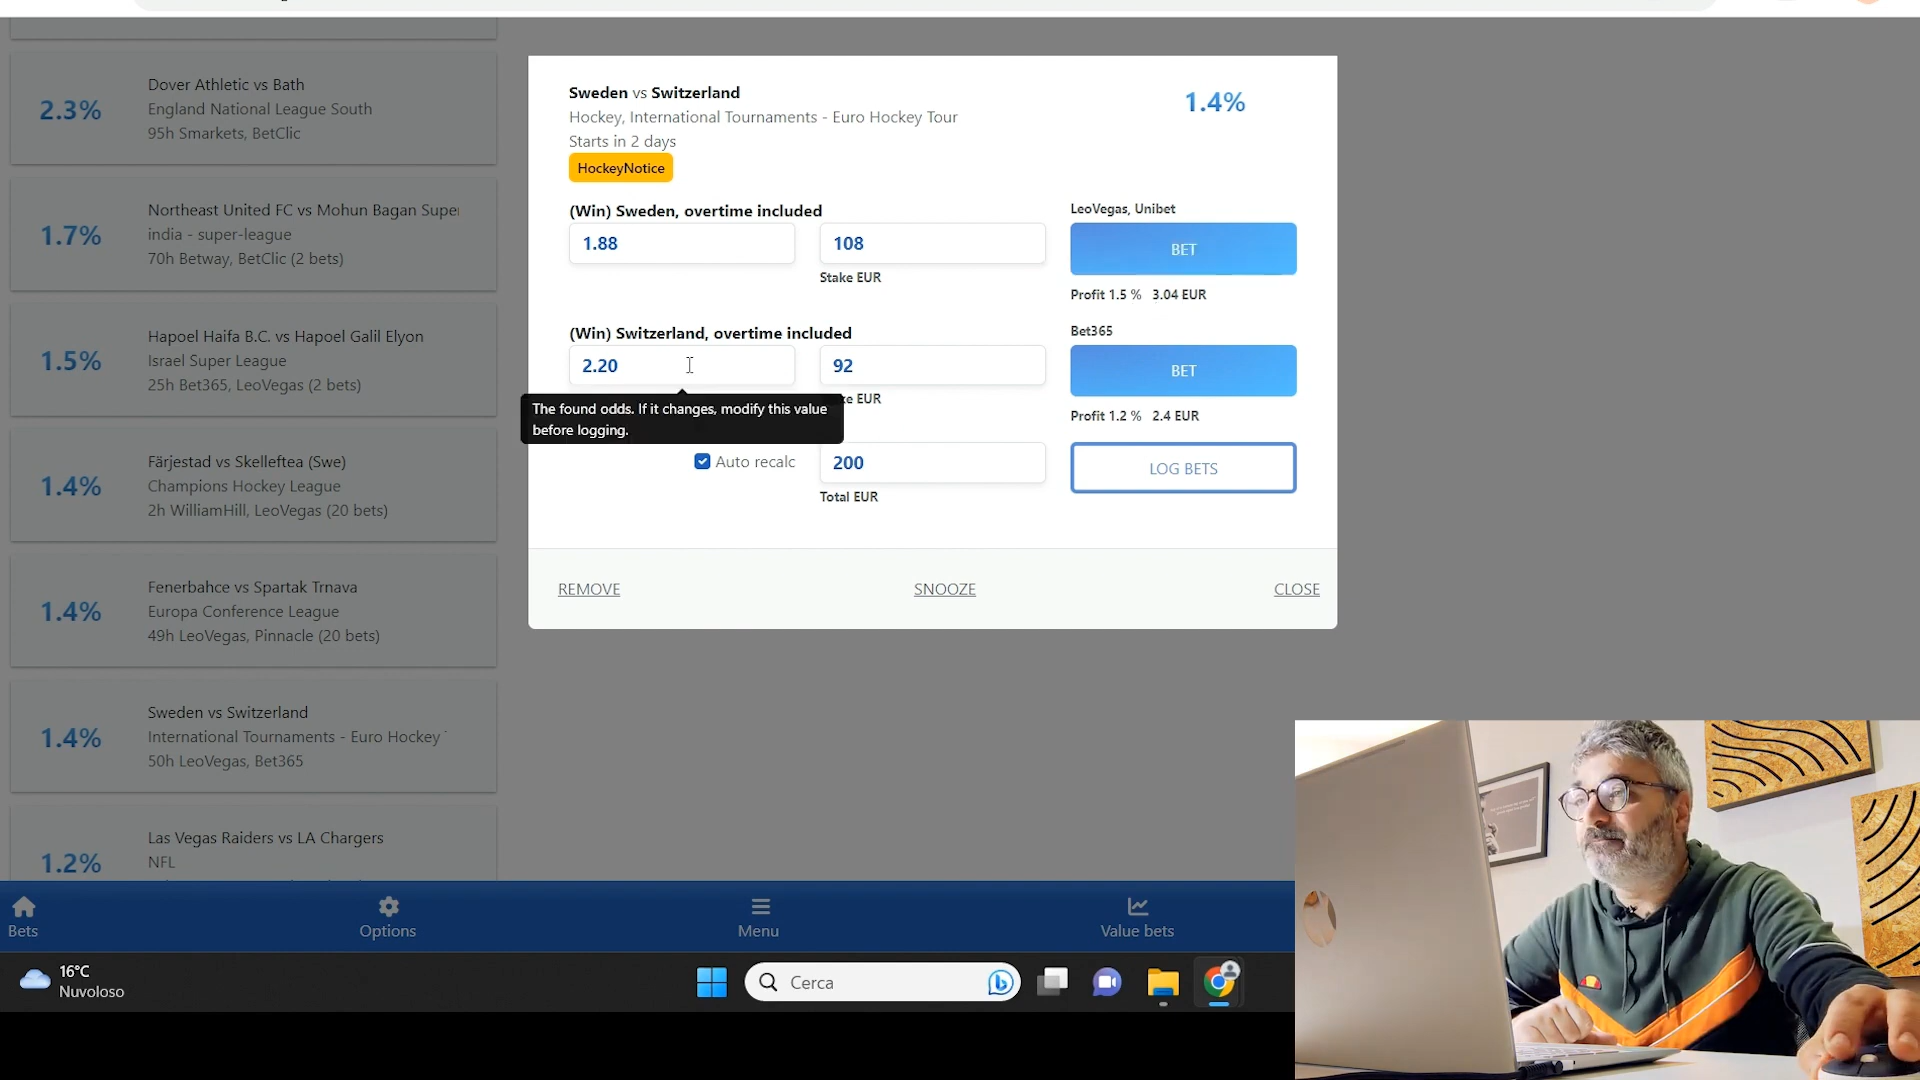 2.3%
Dover Athletic vs Bath
England National League South
95h Smarkets, BetClic
1.7%
Northeast United FC vs Mohun Bagan Supe
india - super-league
70h Betway, BetClic (2 bets)
1.5%
Hapoel Haifa B.C. vs Hapoel Galil Elyon
Israel Super League
25h Bet365, LeoVegas (2 bets)
1.4%
Färjestad vs Skelleftea (Swe)
Champions Hockey League
2h WilliamHill, LeoVegas (20 bets)
1.4%
Fenerbahce vs Spartak Trnava
Europa Conference League
49h LeoVegas, Pinnacle (20 bets)
1.4%
Sweden vs Switzerland
International Tournaments - Euro Hockey
50h LeoVegas, Bet365
1.2%
Las Vegas Raiders vs LA Chargers
NFL
Sweden vs Switzerland
1.4%
Hockey, International Tournaments - Euro Hockey Tour
Starts in 2 days
HockeyNotice
(Win) Sweden, overtime included
LeoVegas, Unibet
1.88
108
BET
Stake EUR
Profit 1.5 % 3.04 EUR
(Win) Switzerland, overtime included
Bet365
2.20
92
BET
ke EUR
Profit 1.2 % 2.4 EUR
The found odds. If it changes, modify this value
before logging.
Auto recalc
200
LOG BETS
Total EUR
REMOVE
SNOOZE
CLOSE
Bets
Options
Menu
Value bets
16°C
Nuvoloso
Cerca